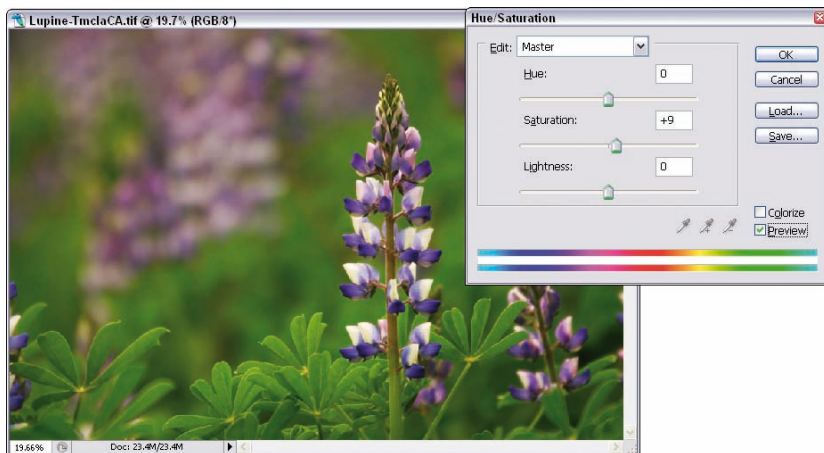 Lupine-TmclaCA.tif @ 19.7% (RGB/8*)
Hue/Saturation
Edit: Master
OK
Hue: 0
Cancel
Saturation: +9
Load...
Save...
Lightness: 0
Colorize
Preview
19.66% Doc: 23.4M/23.4M